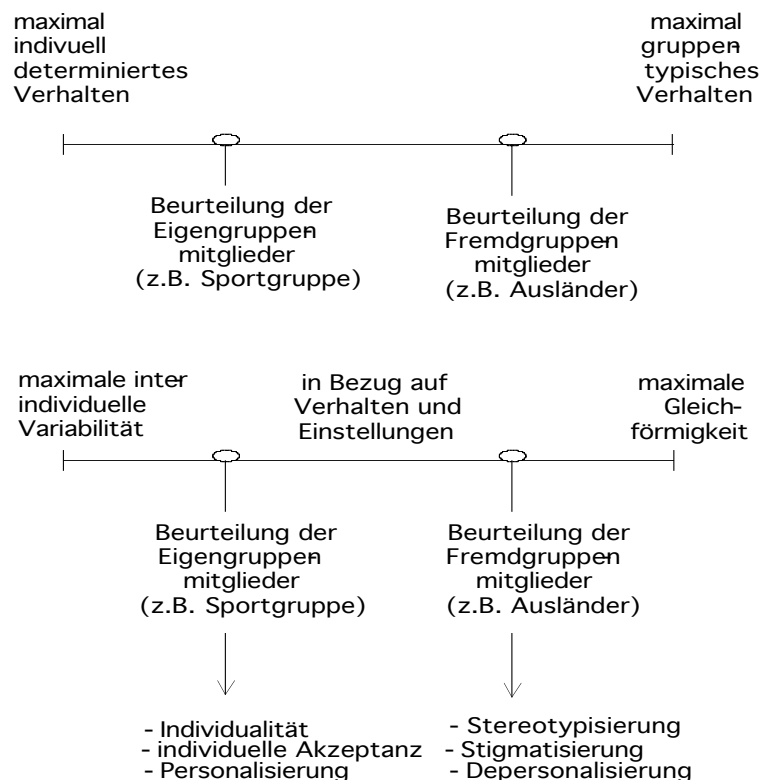 maximal
indivuell
determiniertes
Verhalten
maximal
gruppen-
typisches
Verhalten
Beurteilung der
Eigengruppen-
mitglieder
(z.B. Sportgruppe)
Beurteilung der
Fremdgruppen-
mitglieder
(z.B. Ausländer)
maximale inter-
individuelle
Variabilität
in Bezug auf
Verhalten und
Einstellungen
maximale
Gleich-
förmigkeit
Beurteilung der
Eigengruppen-
mitglieder
(z.B. Sportgruppe)
Beurteilung der
Fremdgruppen-
mitglieder
(z.B. Ausländer)
- Individualität
- individuelle Akzeptanz
- Personalisierung
- Stereotypisierung
- Stigmatisierung
- Depersonalisierung